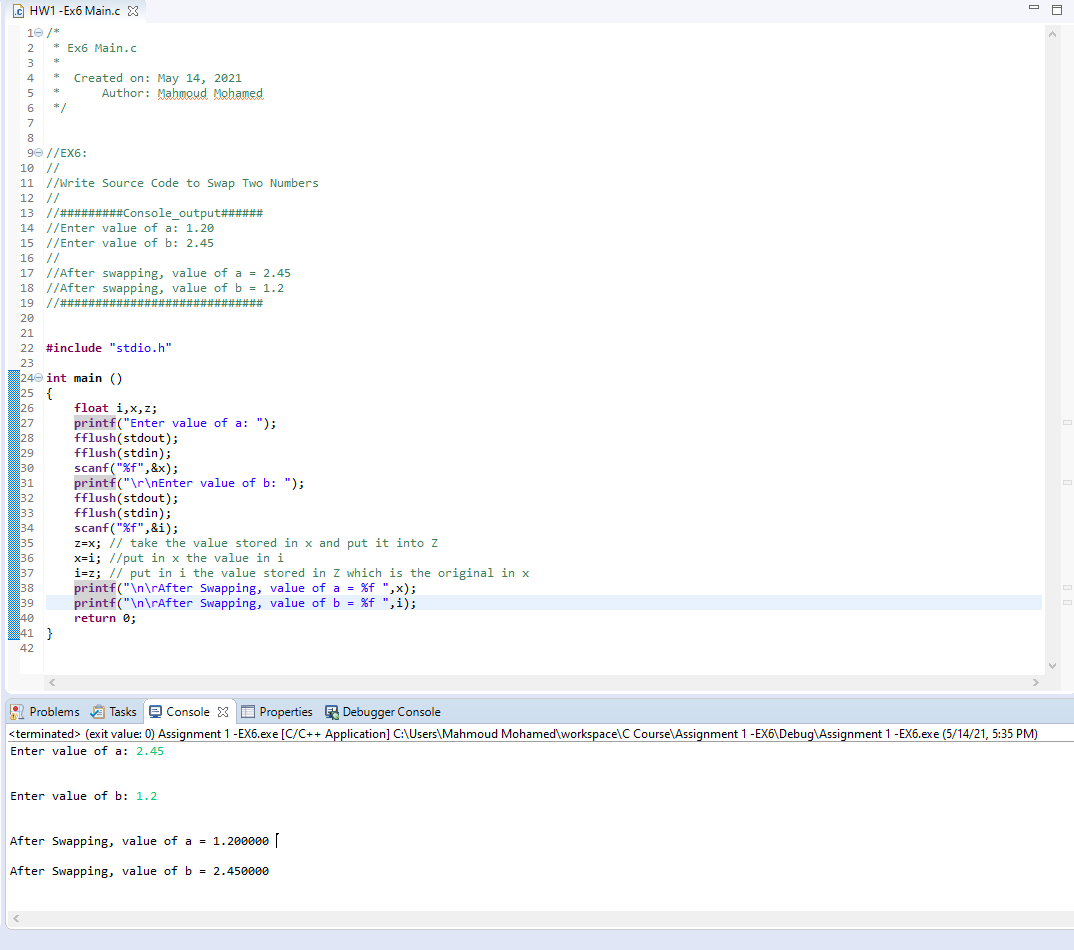 HW1 -Ex6 Main.c
1 /*
2  * Ex6 Main.c
3  *
4  *  Created on: May 14, 2021
5  *      Author: Mahmoud Mohamed
6  */
7
8
9 //EX6:
10 //
11 //Write Source Code to Swap Two Numbers
12 //
13 //#########Console_output######
14 //Enter value of a: 1.20
15 //Enter value of b: 2.45
16 //
17 //After swapping, value of a = 2.45
18 //After swapping, value of b = 1.2
19 //#############################
20
21
22 #include "stdio.h"
23
24 int main ()
25 {
26     float i,x,z;
27     printf("Enter value of a: ");
28     fflush(stdout);
29     fflush(stdin);
30     scanf("%f",&x);
31     printf("\r\nEnter value of b: ");
32     fflush(stdout);
33     fflush(stdin);
34     scanf("%f",&i);
35     z=x; // take the value stored in x and put it into Z
36     x=i; //put in x the value in i
37     i=z; // put in i the value stored in Z which is the original in x
38     printf("\n\rAfter Swapping, value of a = %f ",x);
39     printf("\n\rAfter Swapping, value of b = %f ",i);
40     return 0;
41 }
42
Problems Tasks Console Properties Debugger Console
<terminated> (exit value: 0) Assignment 1 -EX6.exe [C/C++ Application] C:\Users\Mahmoud Mohamed\workspace\C Course\Assignment 1 -EX6\Debug\Assignment 1 -EX6.exe (5/14/21, 5:35 PM)
Enter value of a: 2.45
Enter value of b: 1.2
After Swapping, value of a = 1.200000
After Swapping, value of b = 2.450000